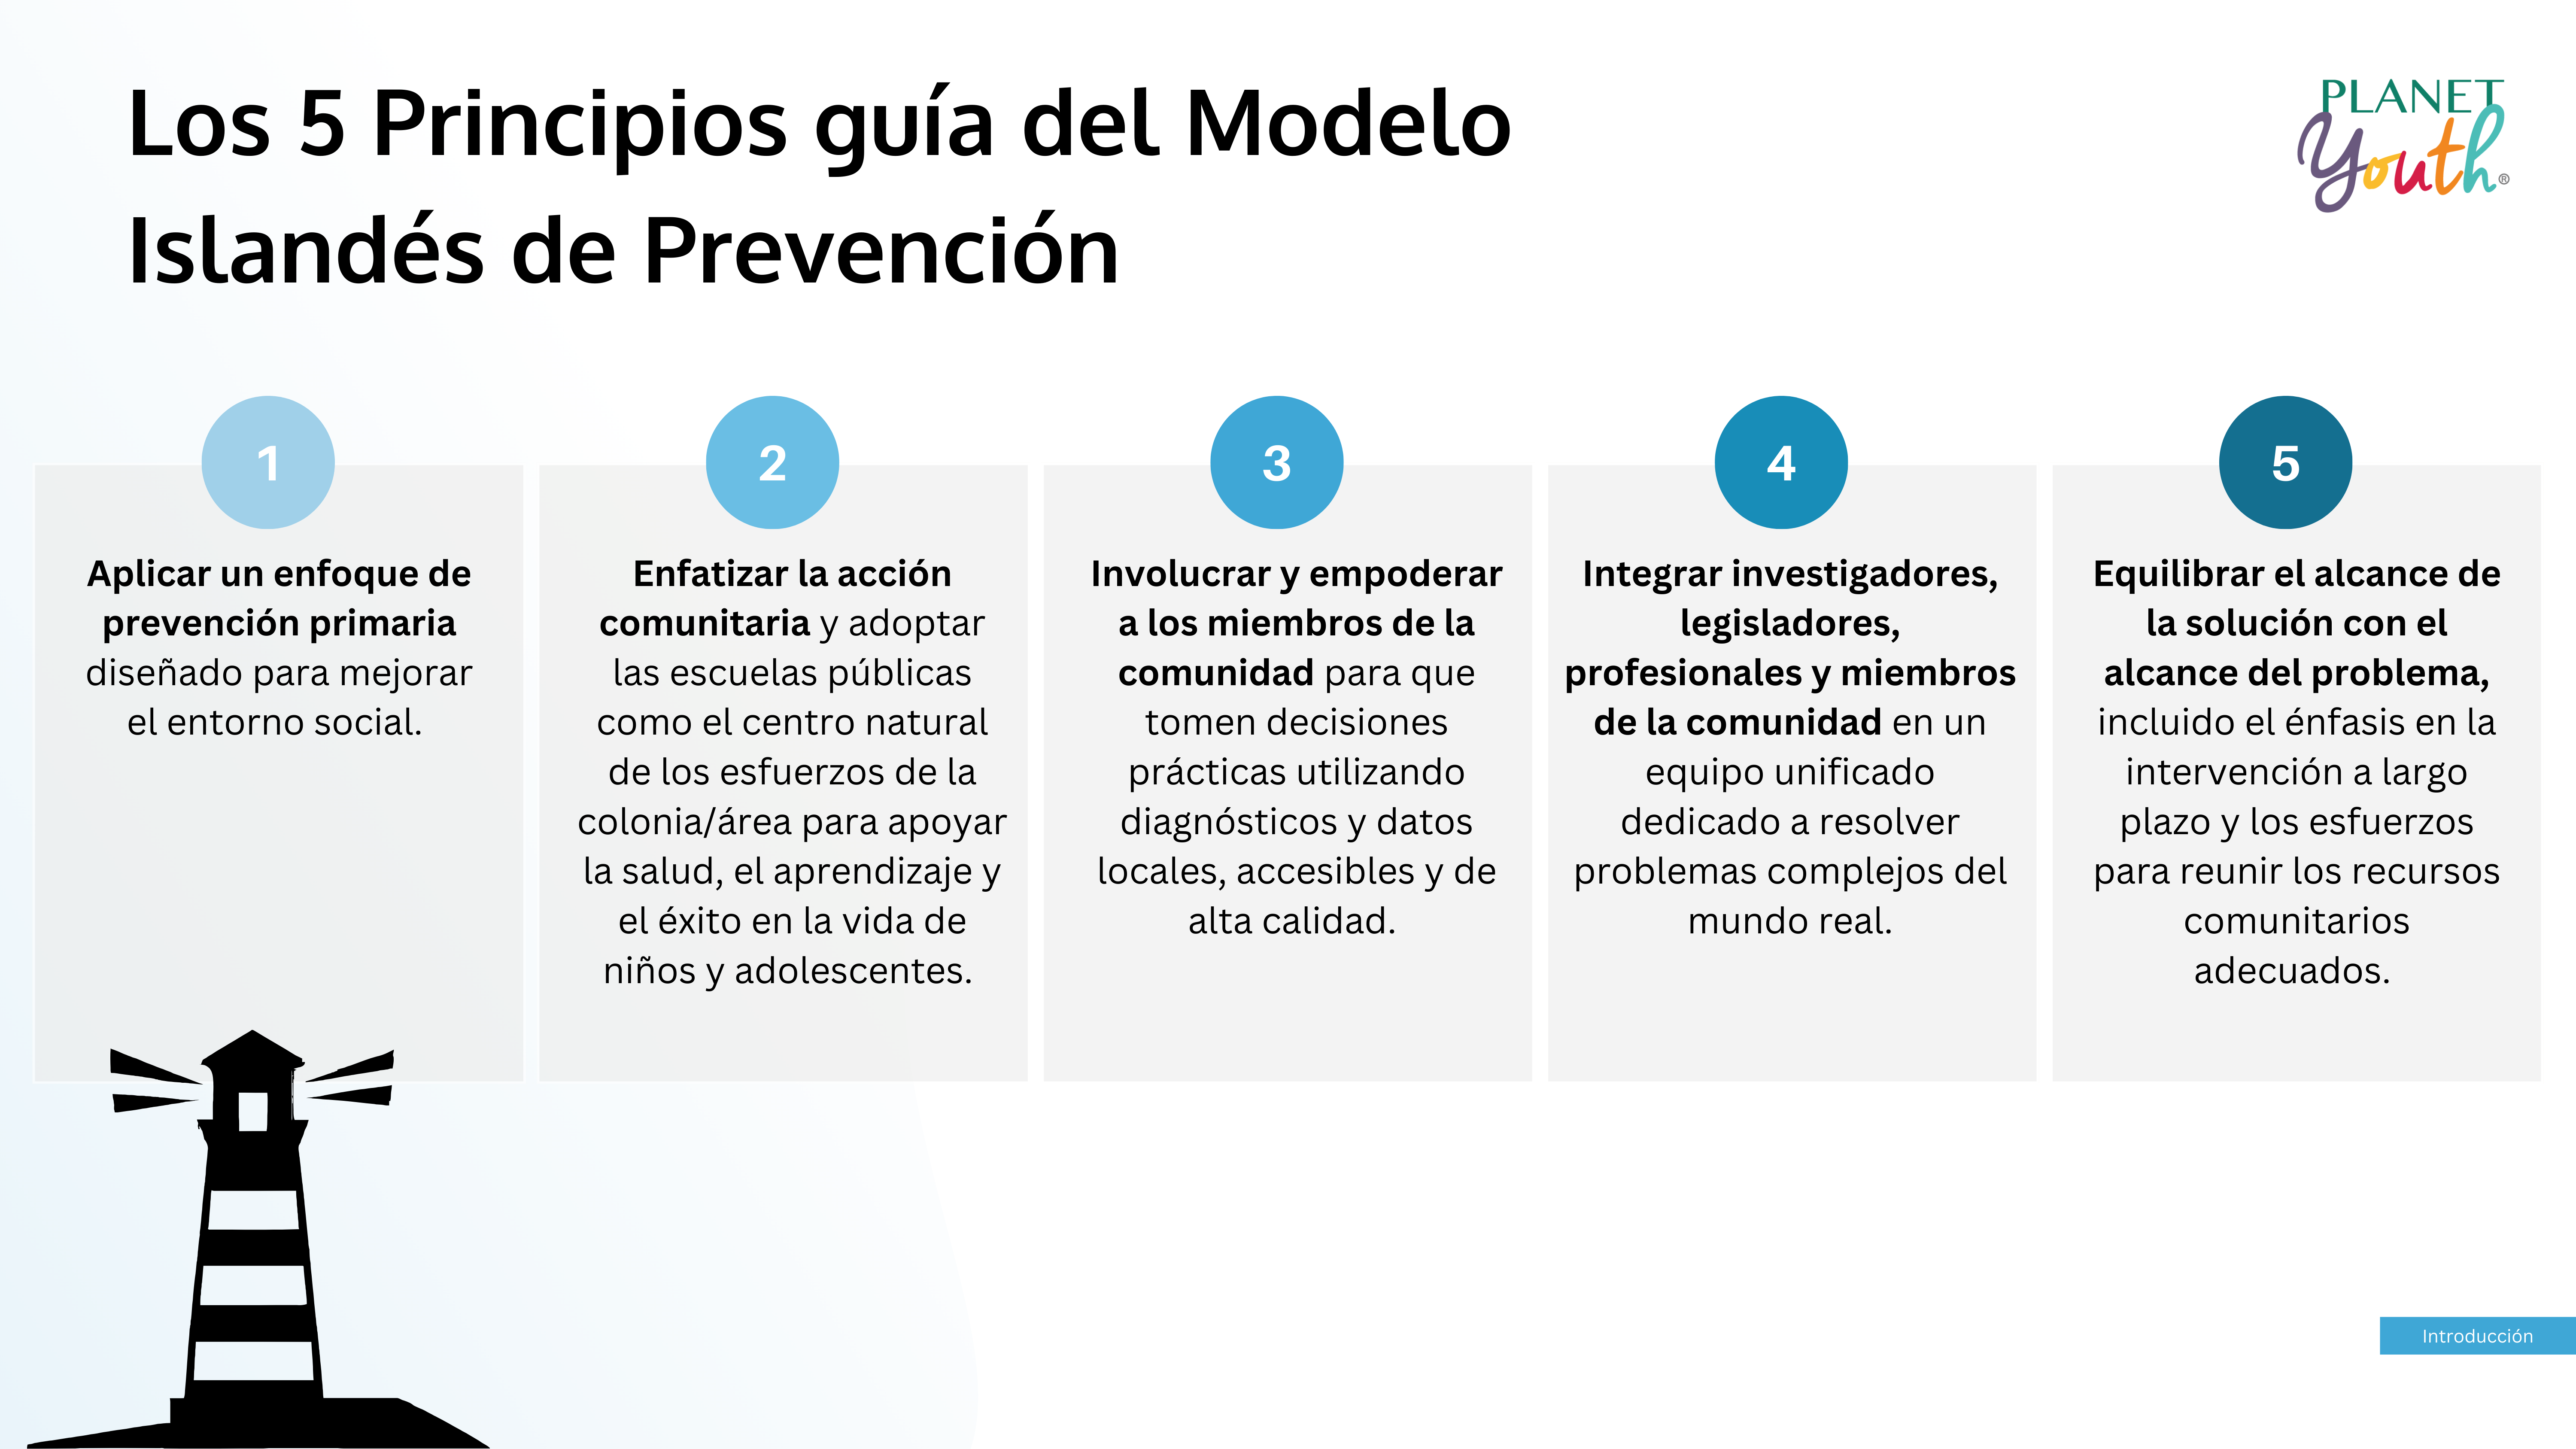 Los 5 Principios guía del Modelo
Islandés de Prevención
PLANET
Youth®
1
Aplicar un enfoque de
prevención primaria
diseñado para mejorar
el entorno social.
2
Enfatizar la acción
comunitaria y adoptar
las escuelas públicas
como el centro natural
de los esfuerzos de la
colonia/área para apoyar
la salud, el aprendizaje y
el éxito en la vida de
niños y adolescentes.
3
Involucrar y empoderar
a los miembros de la
comunidad para que
tomen decisiones
prácticas utilizando
diagnósticos y datos
locales, accesibles y de
alta calidad.
4
Integrar investigadores,
legisladores,
profesionales y miembros
de la comunidad en un
equipo unificado
dedicado a resolver
problemas complejos del
mundo real.
5
Equilibrar el alcance de
la solución con el
alcance del problema,
incluido el énfasis en la
intervención a largo
plazo y los esfuerzos
para reunir los recursos
comunitarios
adecuados.
Introducción